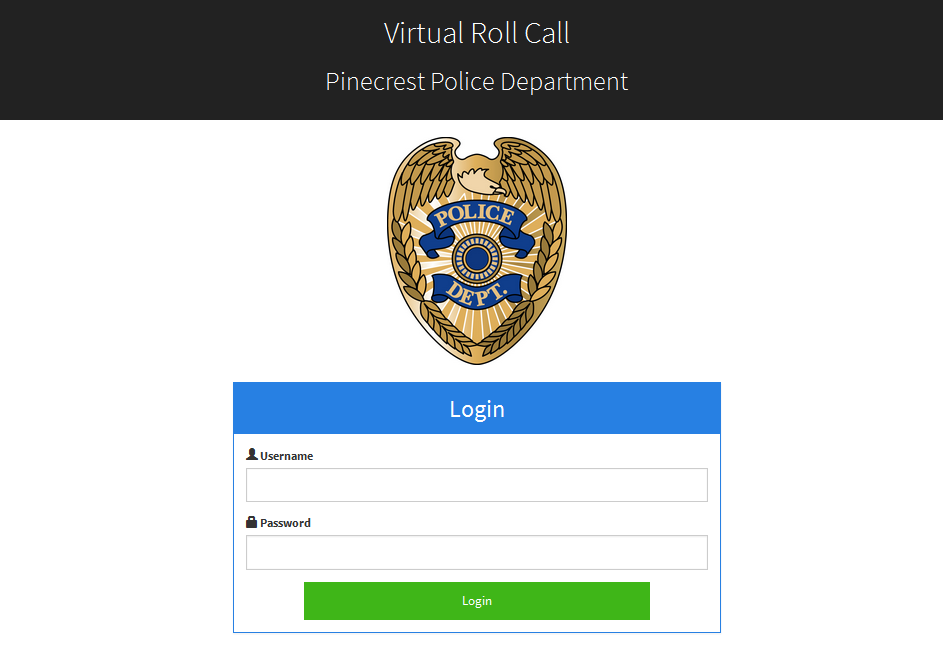 Virtual Roll Call
Pinecrest Police Department
POLICE
DEPT.
Login
Username
Password
Login